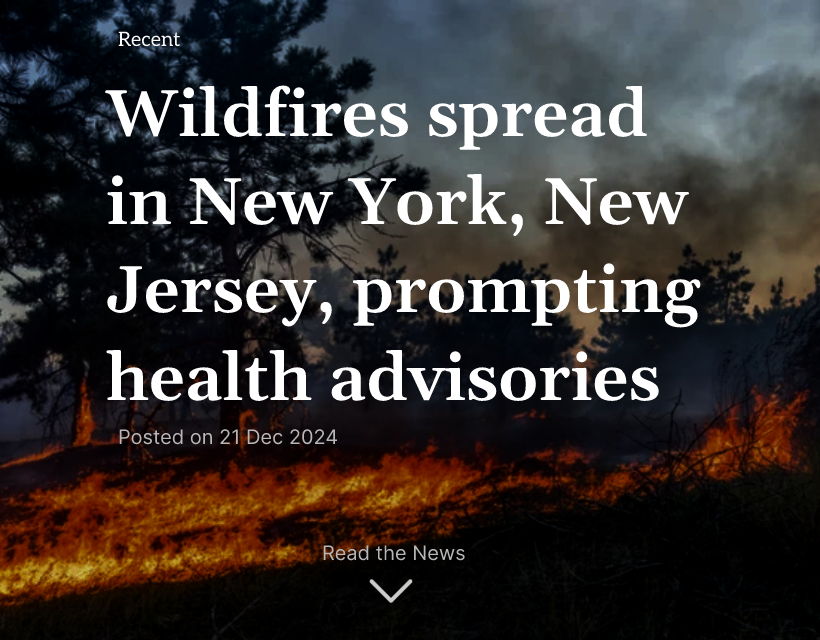 Recent
Wildfires spread
in New York, New
Jersey, prompting
health advisories
Posted on 21 Dec 2024
Read the News